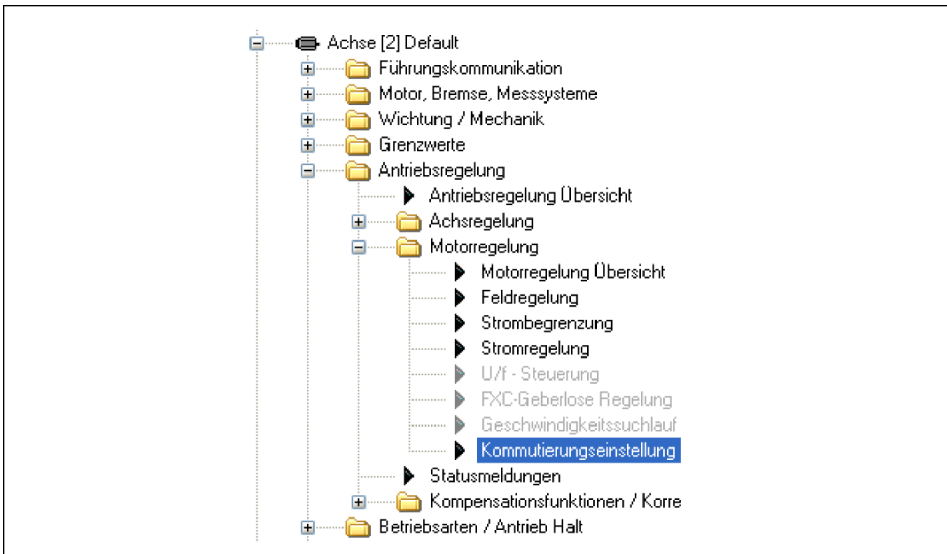 Achse [2] Default
Führungskommunikation
Motor, Bremse, Messsysteme
Wichtung / Mechanik
Grenzwerte
Antriebsregelung
Antriebsregelung Übersicht
Achsregelung
Motorregelung
Motorregelung Übersicht
Feldregelung
Strombegrenzung
Stromregelung
U/f - Steuerung
FXC-Geberlose Regelung
Geschwindigkeitssuchlauf
Kommutierungseinstellung
Statusmeldungen
Kompensationsfunktionen / Korre
Betriebsarten / Antrieb Halt